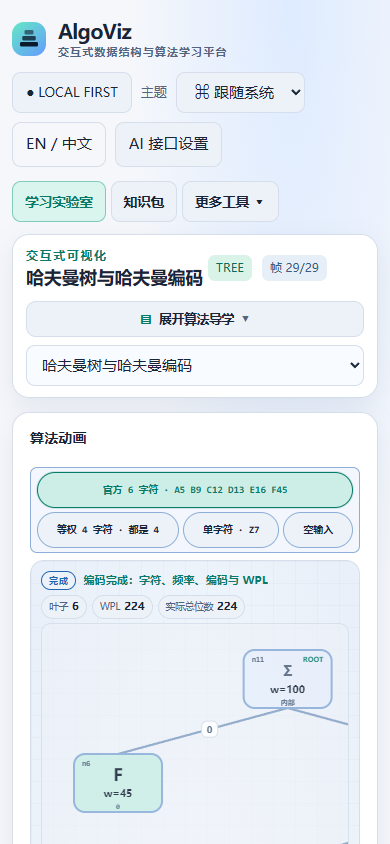 AlgoViz
交互式数据结构与算法学习平台
● LOCAL FIRST 主题 ⌘ 跟随系统
EN / 中文 AI 接口设置
学习实验室 知识包 更多工具 ▾
交互式可视化
哈夫曼树与哈夫曼编码 TREE 帧 29/29
▤ 展开算法导学 ▼
哈夫曼树与哈夫曼编码
算法动画
官方 6 字符 · A5 B9 C12 D13 E16 F45
等权 4 字符 · 都是 4 单字符 · Z7 空输入
完成 编码完成：字符、频率、编码与 WPL
叶子 6 WPL 224 实际总位数 224
n11 ROOT
Σ
w=100
内部
0
n6
F
w=45
0